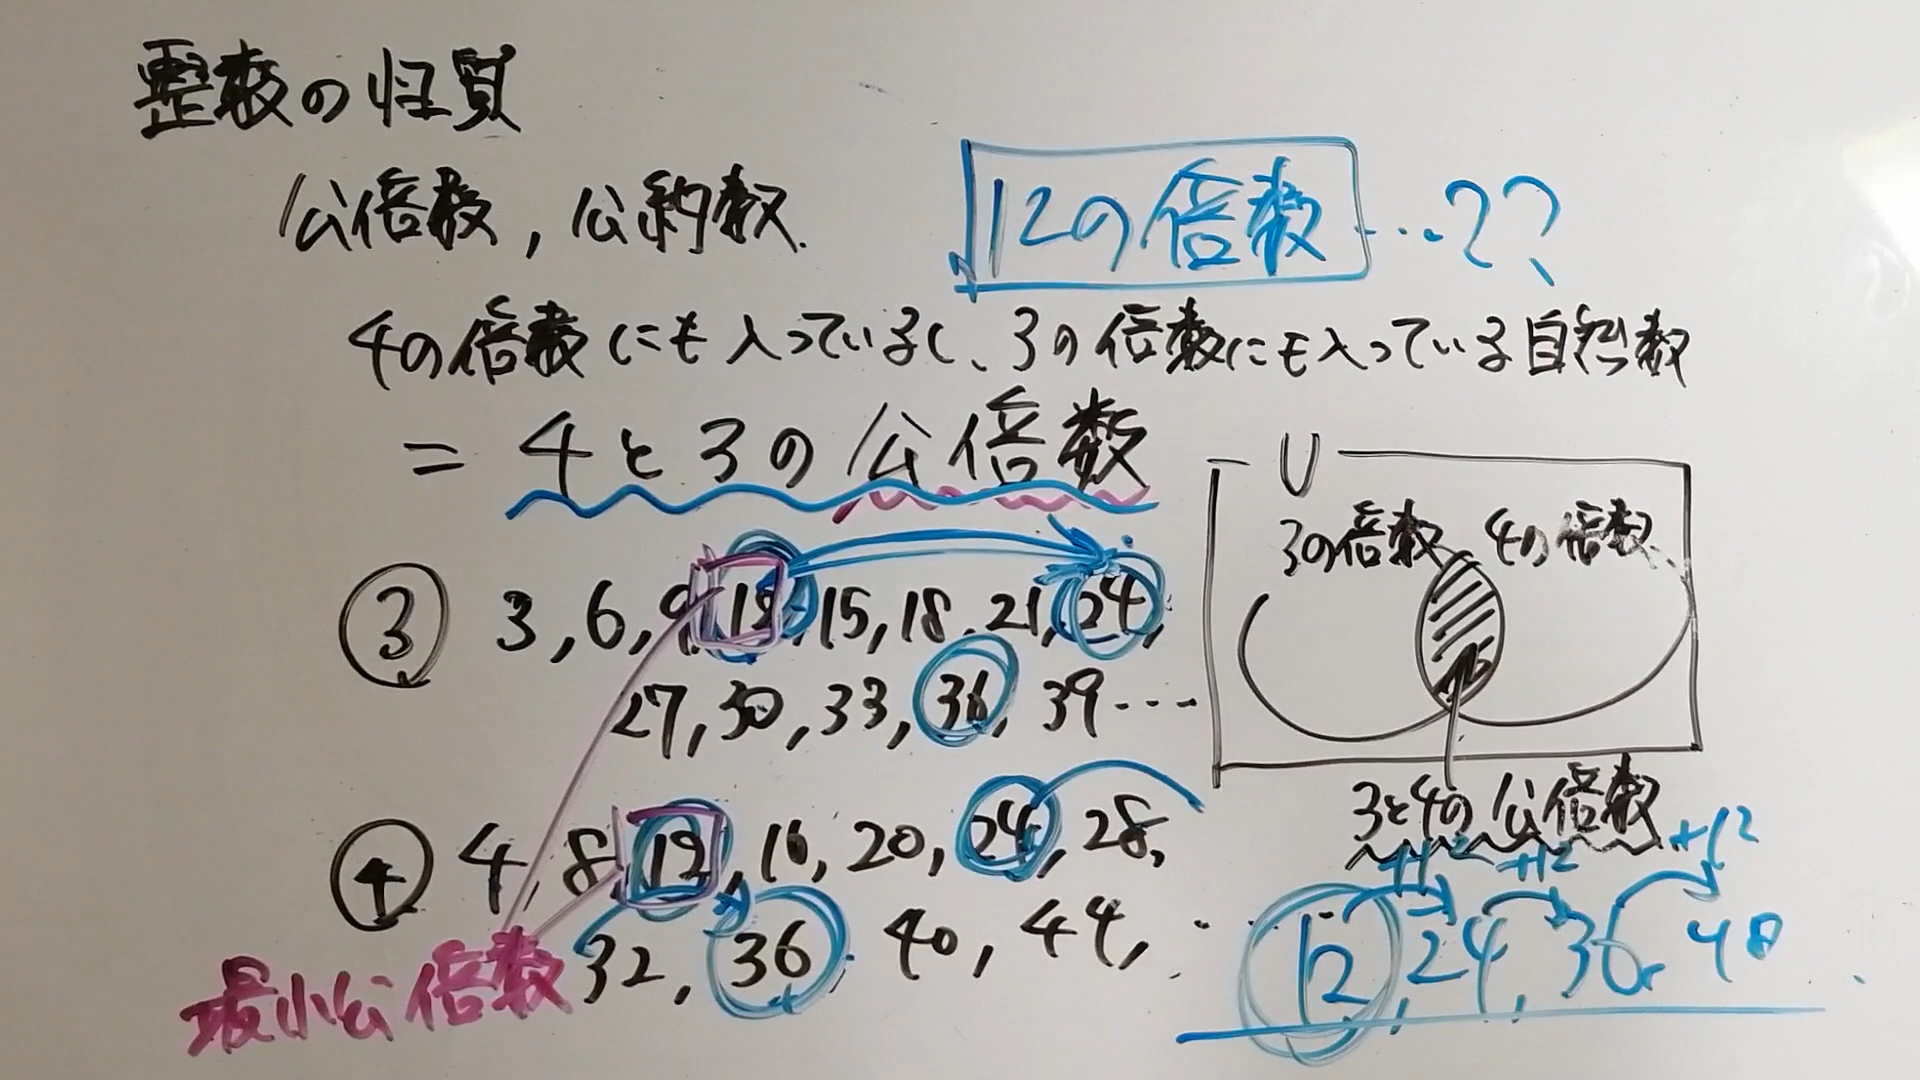 整数の性質
公倍数, 公約数.
12の倍数 ‥‥??
4の倍数にも入っているし、3の倍数にも入っている自然数
= 4と3の公倍数
③ 3, 6, 9, 12, 15, 18, 21, 24,
27, 30, 33, 36, 39 ‥‥
④ 4 8 12, 16, 20, 24, 28,
32, 36. 40, 44, ‥
最小公倍数
U
3の倍数 4の倍数
3と4の公倍数
+12 +12 +12
12, 24, 36, 48